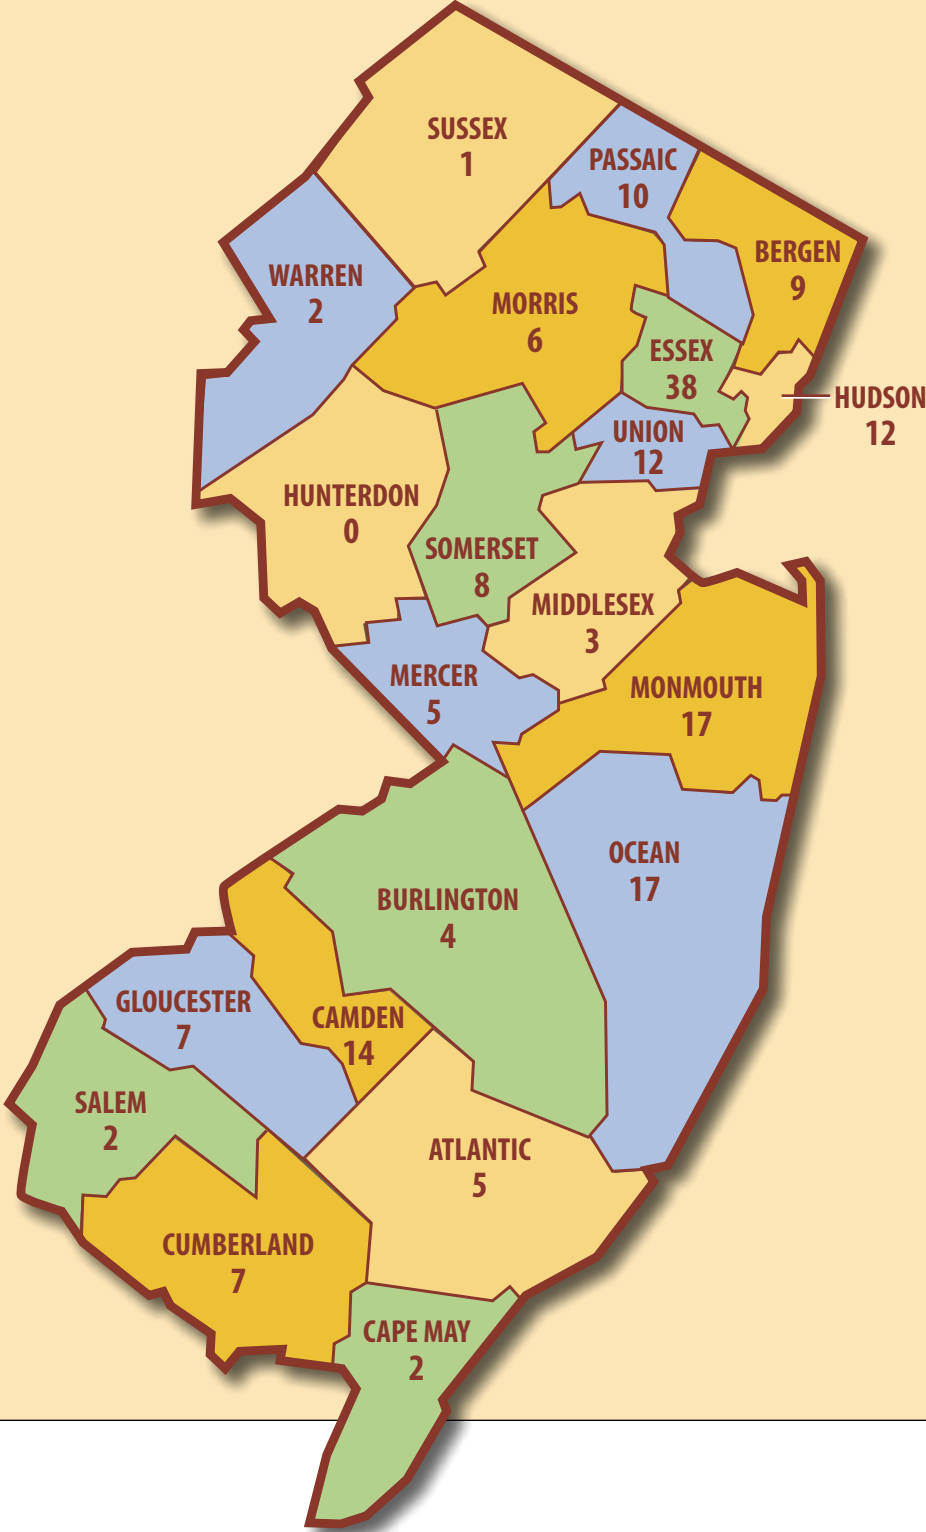 SUSSEX
1
PASSAIC
10
BERGEN
9
WARREN
2
MORRIS
6
ESSEX
38
HUDSON
12
UNION
12
HUNTERDON
0
SOMERSET
8
MIDDLESEX
3
MERCER
5
MONMOUTH
17
OCEAN
17
BURLINGTON
4
GLOUCESTER
7
CAMDEN
14
SALEM
2
ATLANTIC
5
CUMBERLAND
7
CAPE MAY
2